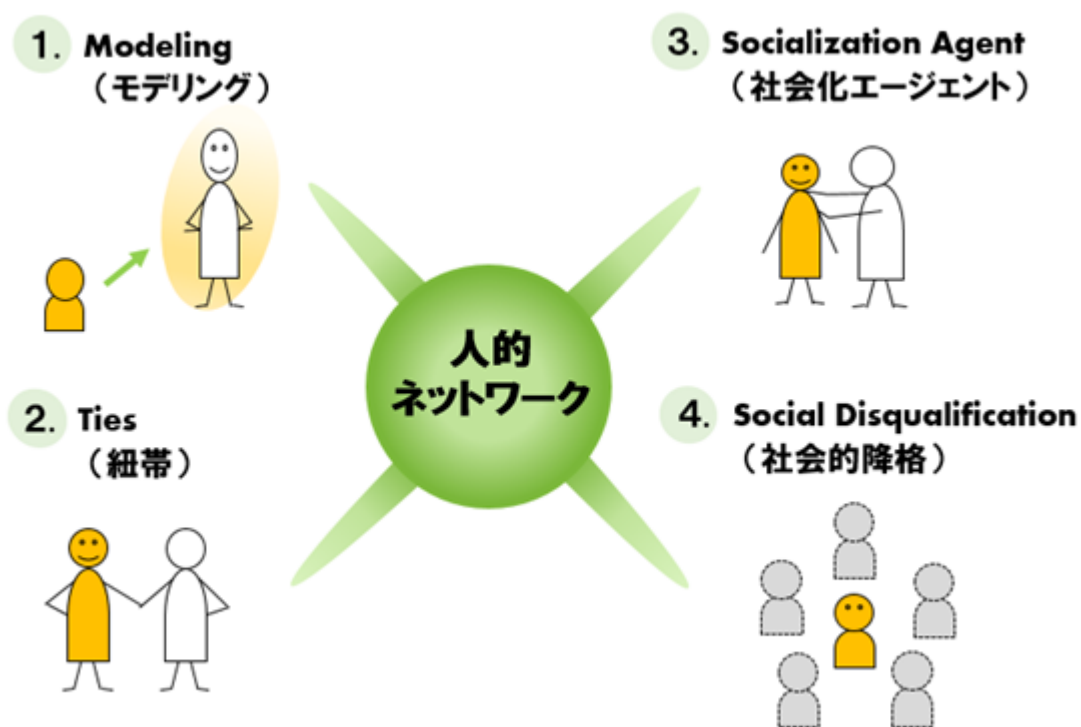 1. Modeling
（モデリング）
2. Ties
（紐帯）
人的
ネットワーク
3. Socialization Agent
（社会化エージェント）
4. Social Disqualification
（社会的降格）